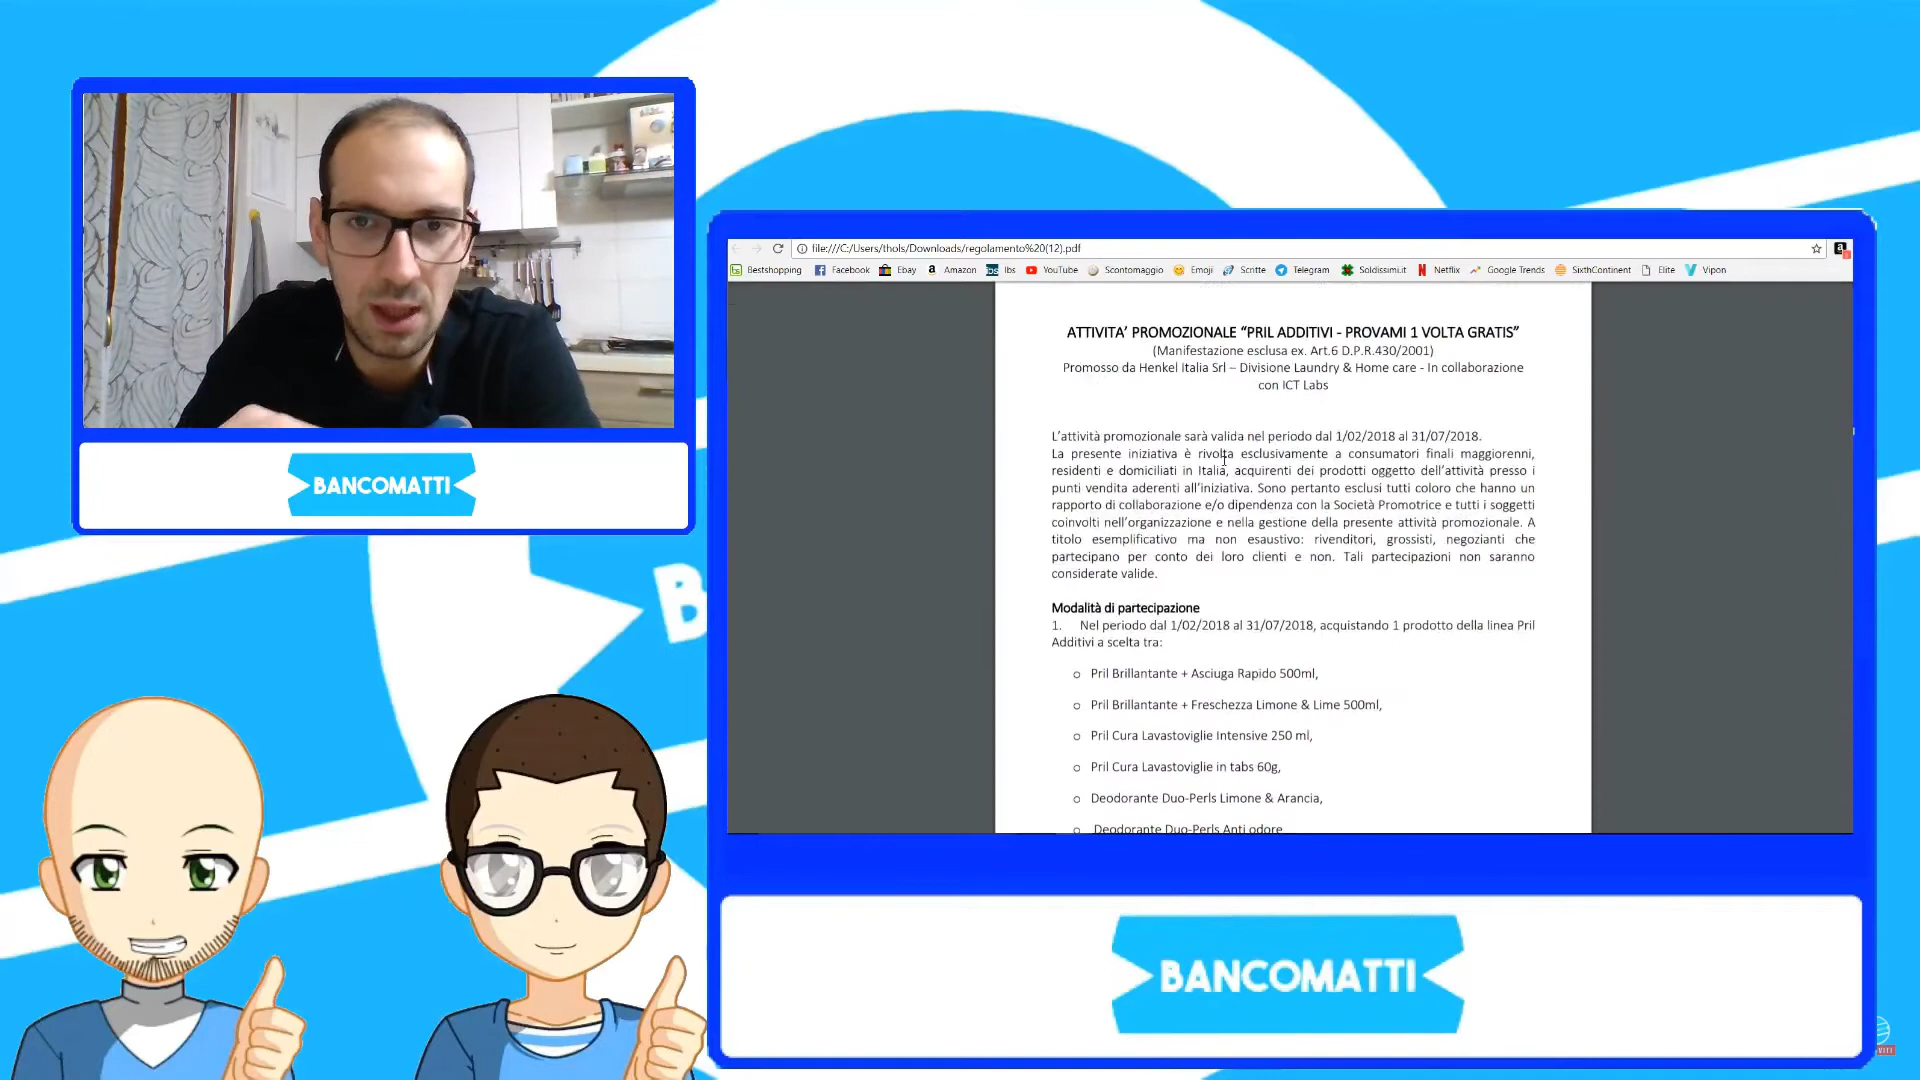 BANCOMATTI
file:///C:/Users/thols/Downloads/regolamento%20(12).pdf
Bestshopping Facebook Ebay Amazon Ibs YouTube Scontomaggio Emoji Scritte Telegram Soldissimi.it Netflix Google Trends SixthContinent Elite Vipon
ATTIVITA’ PROMOZIONALE “PRIL ADDITIVI - PROVAMI 1 VOLTA GRATIS”
(Manifestazione esclusa ex. Art.6 D.P.R.430/2001)
Promosso da Henkel Italia Srl – Divisione Laundry & Home care - In collaborazione
con ICT Labs
L’attività promozionale sarà valida nel periodo dal 1/02/2018 al 31/07/2018.
La presente iniziativa è rivolta esclusivamente a consumatori finali maggiorenni,
residenti e domiciliati in Italia, acquirenti dei prodotti oggetto dell’attività presso i
punti vendita aderenti all’iniziativa. Sono pertanto esclusi tutti coloro che hanno un
rapporto di collaborazione e/o dipendenza con la Società Promotrice e tutti i soggetti
coinvolti nell’organizzazione e nella gestione della presente attività promozionale. A
titolo esemplificativo ma non esaustivo: rivenditori, grossisti, negozianti che
partecipano per conto dei loro clienti e non. Tali partecipazioni non saranno
considerate valide.
Modalità di partecipazione
1. Nel periodo dal 1/02/2018 al 31/07/2018, acquistando 1 prodotto della linea Pril
Additivi a scelta tra:
o Pril Brillantante + Asciuga Rapido 500ml,
o Pril Brillantante + Freschezza Limone & Lime 500ml,
o Pril Cura Lavastoviglie Intensive 250 ml,
o Pril Cura Lavastoviglie in tabs 60g,
o Deodorante Duo-Perls Limone & Arancia,
o Deodorante Duo-Perls Anti odore
BANCOMATTI